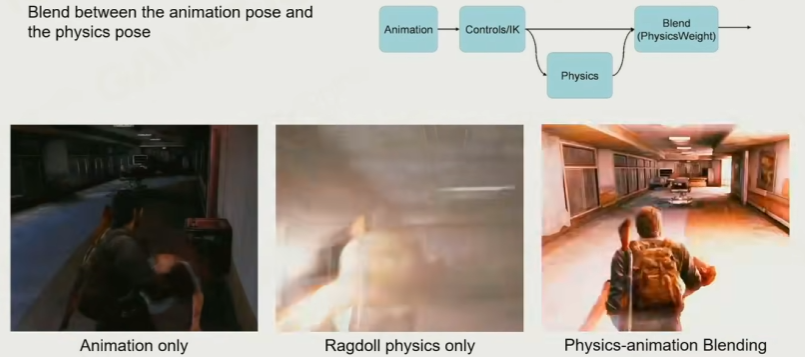 Blend between the animation pose and
the physics pose
Animation
Controls/IK
Blend
(PhysicsWeight)
Physics
Animation only
Ragdoll physics only
Physics-animation Blending